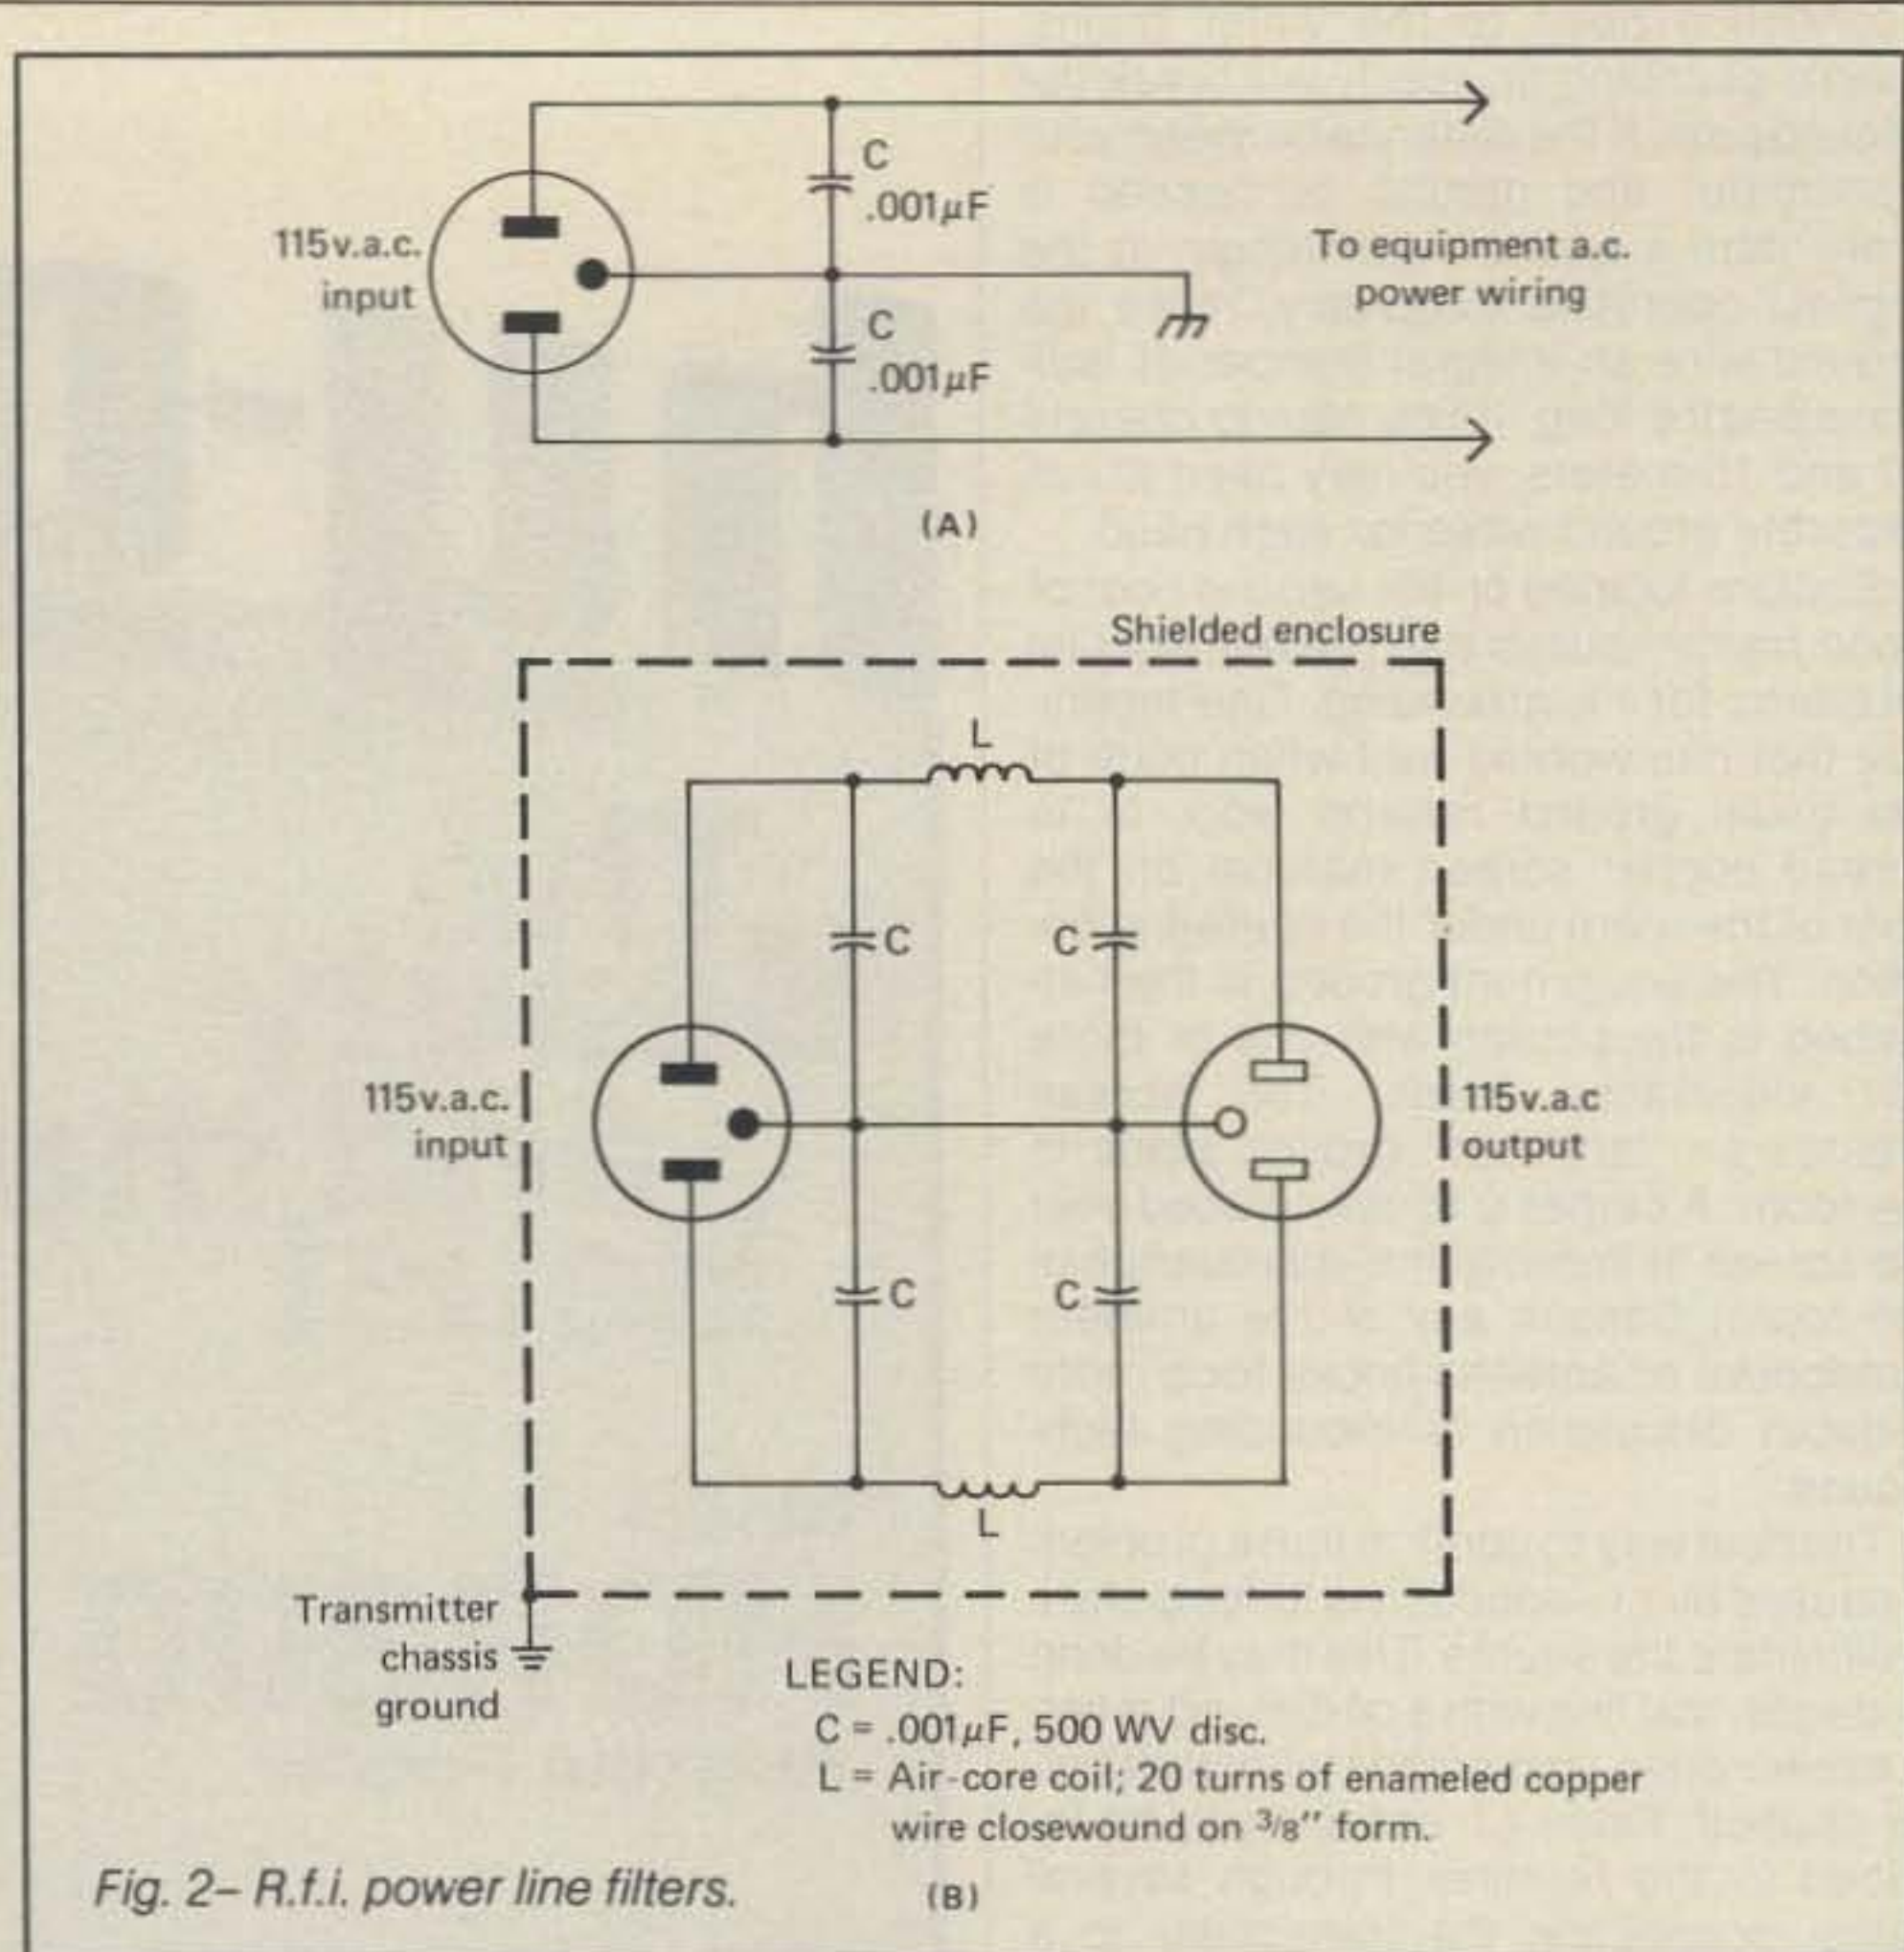 C
.001µF
115v.a.c.
input
To equipment a.c.
power wiring
C
.001µF
(A)
Shielded enclosure
L
C
C
115v.a.c.
input
115v.a.c
output
C
C
L
Transmitter
chassis
ground
LEGEND:
C = .001µF, 500 WV disc.
L = Air-core coil; 20 turns of enameled copper
wire closewound on 3/8" form.
Fig. 2– R.f.i. power line filters.
(B)